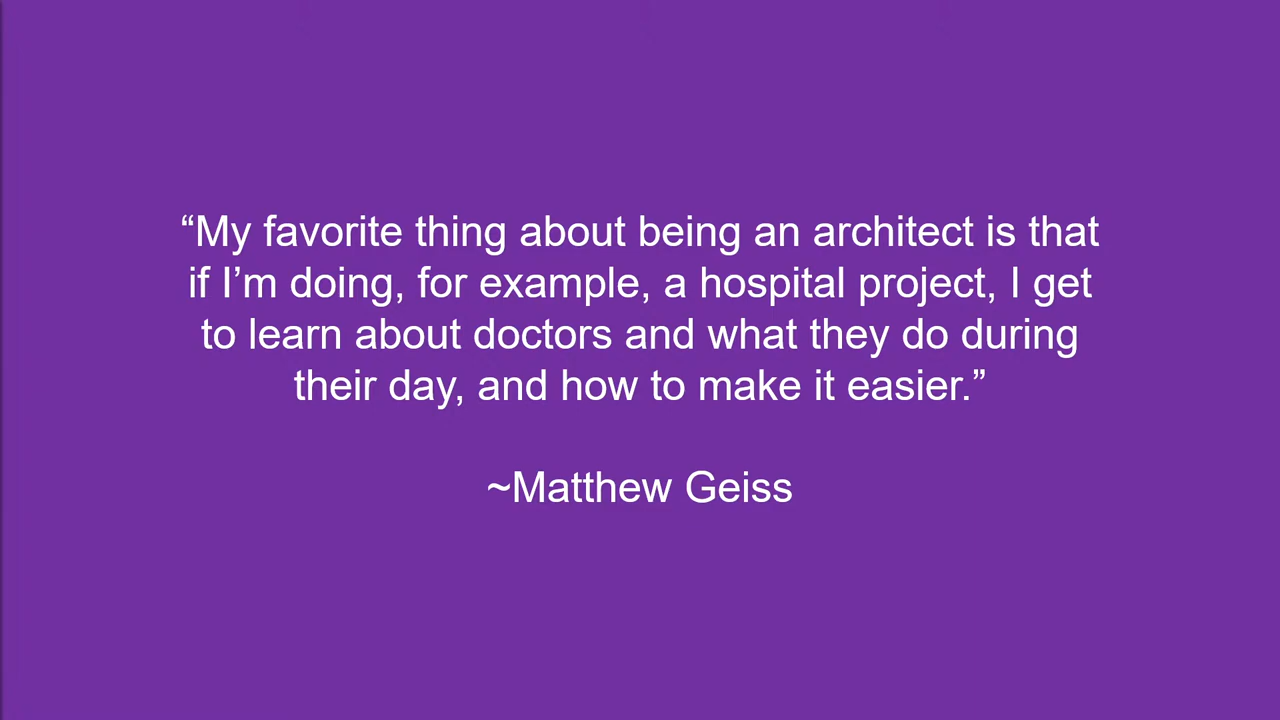 “My favorite thing about being an architect is that
if I’m doing, for example, a hospital project, I get
to learn about doctors and what they do during
their day, and how to make it easier.”
~Matthew Geiss